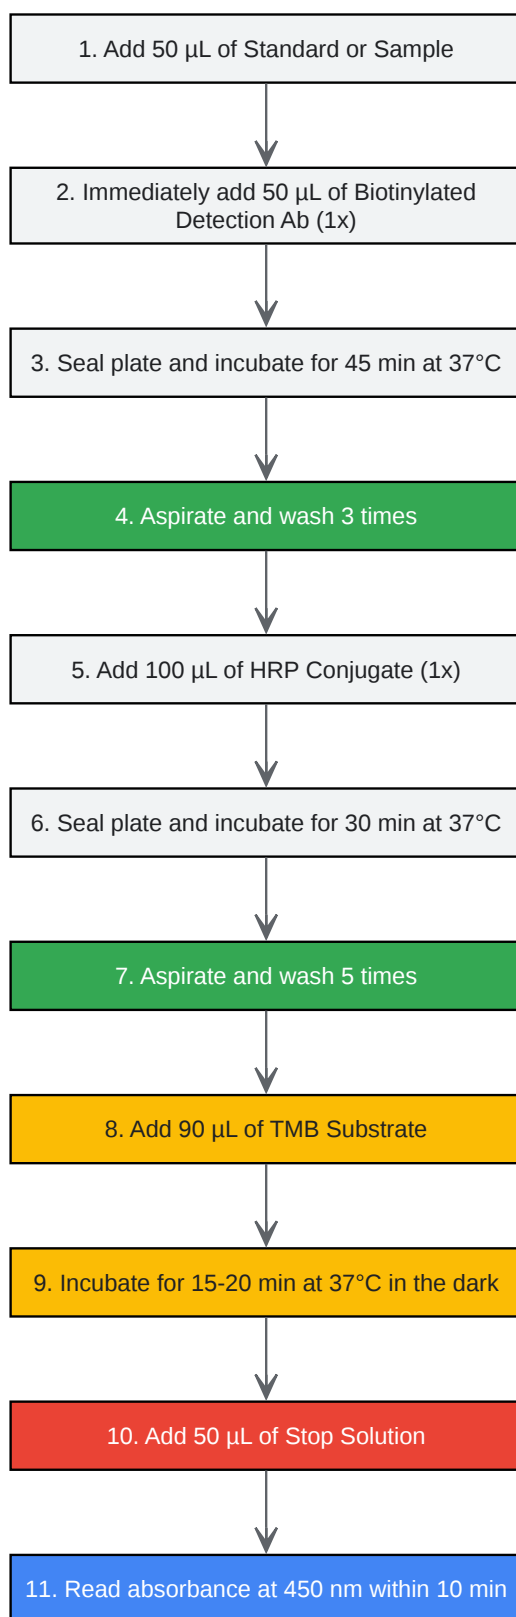 1. Add 50 µL of Standard or Sample
2. Immediately add 50 µL of Biotinylated
Detection Ab (1x)
3. Seal plate and incubate for 45 min at 37°C
4. Aspirate and wash 3 times
5. Add 100 µL of HRP Conjugate (1x)
6. Seal plate and incubate for 30 min at 37°C
7. Aspirate and wash 5 times
8. Add 90 µL of TMB Substrate
9. Incubate for 15-20 min at 37°C in the dark
10. Add 50 µL of Stop Solution
11. Read absorbance at 450 nm within 10 min